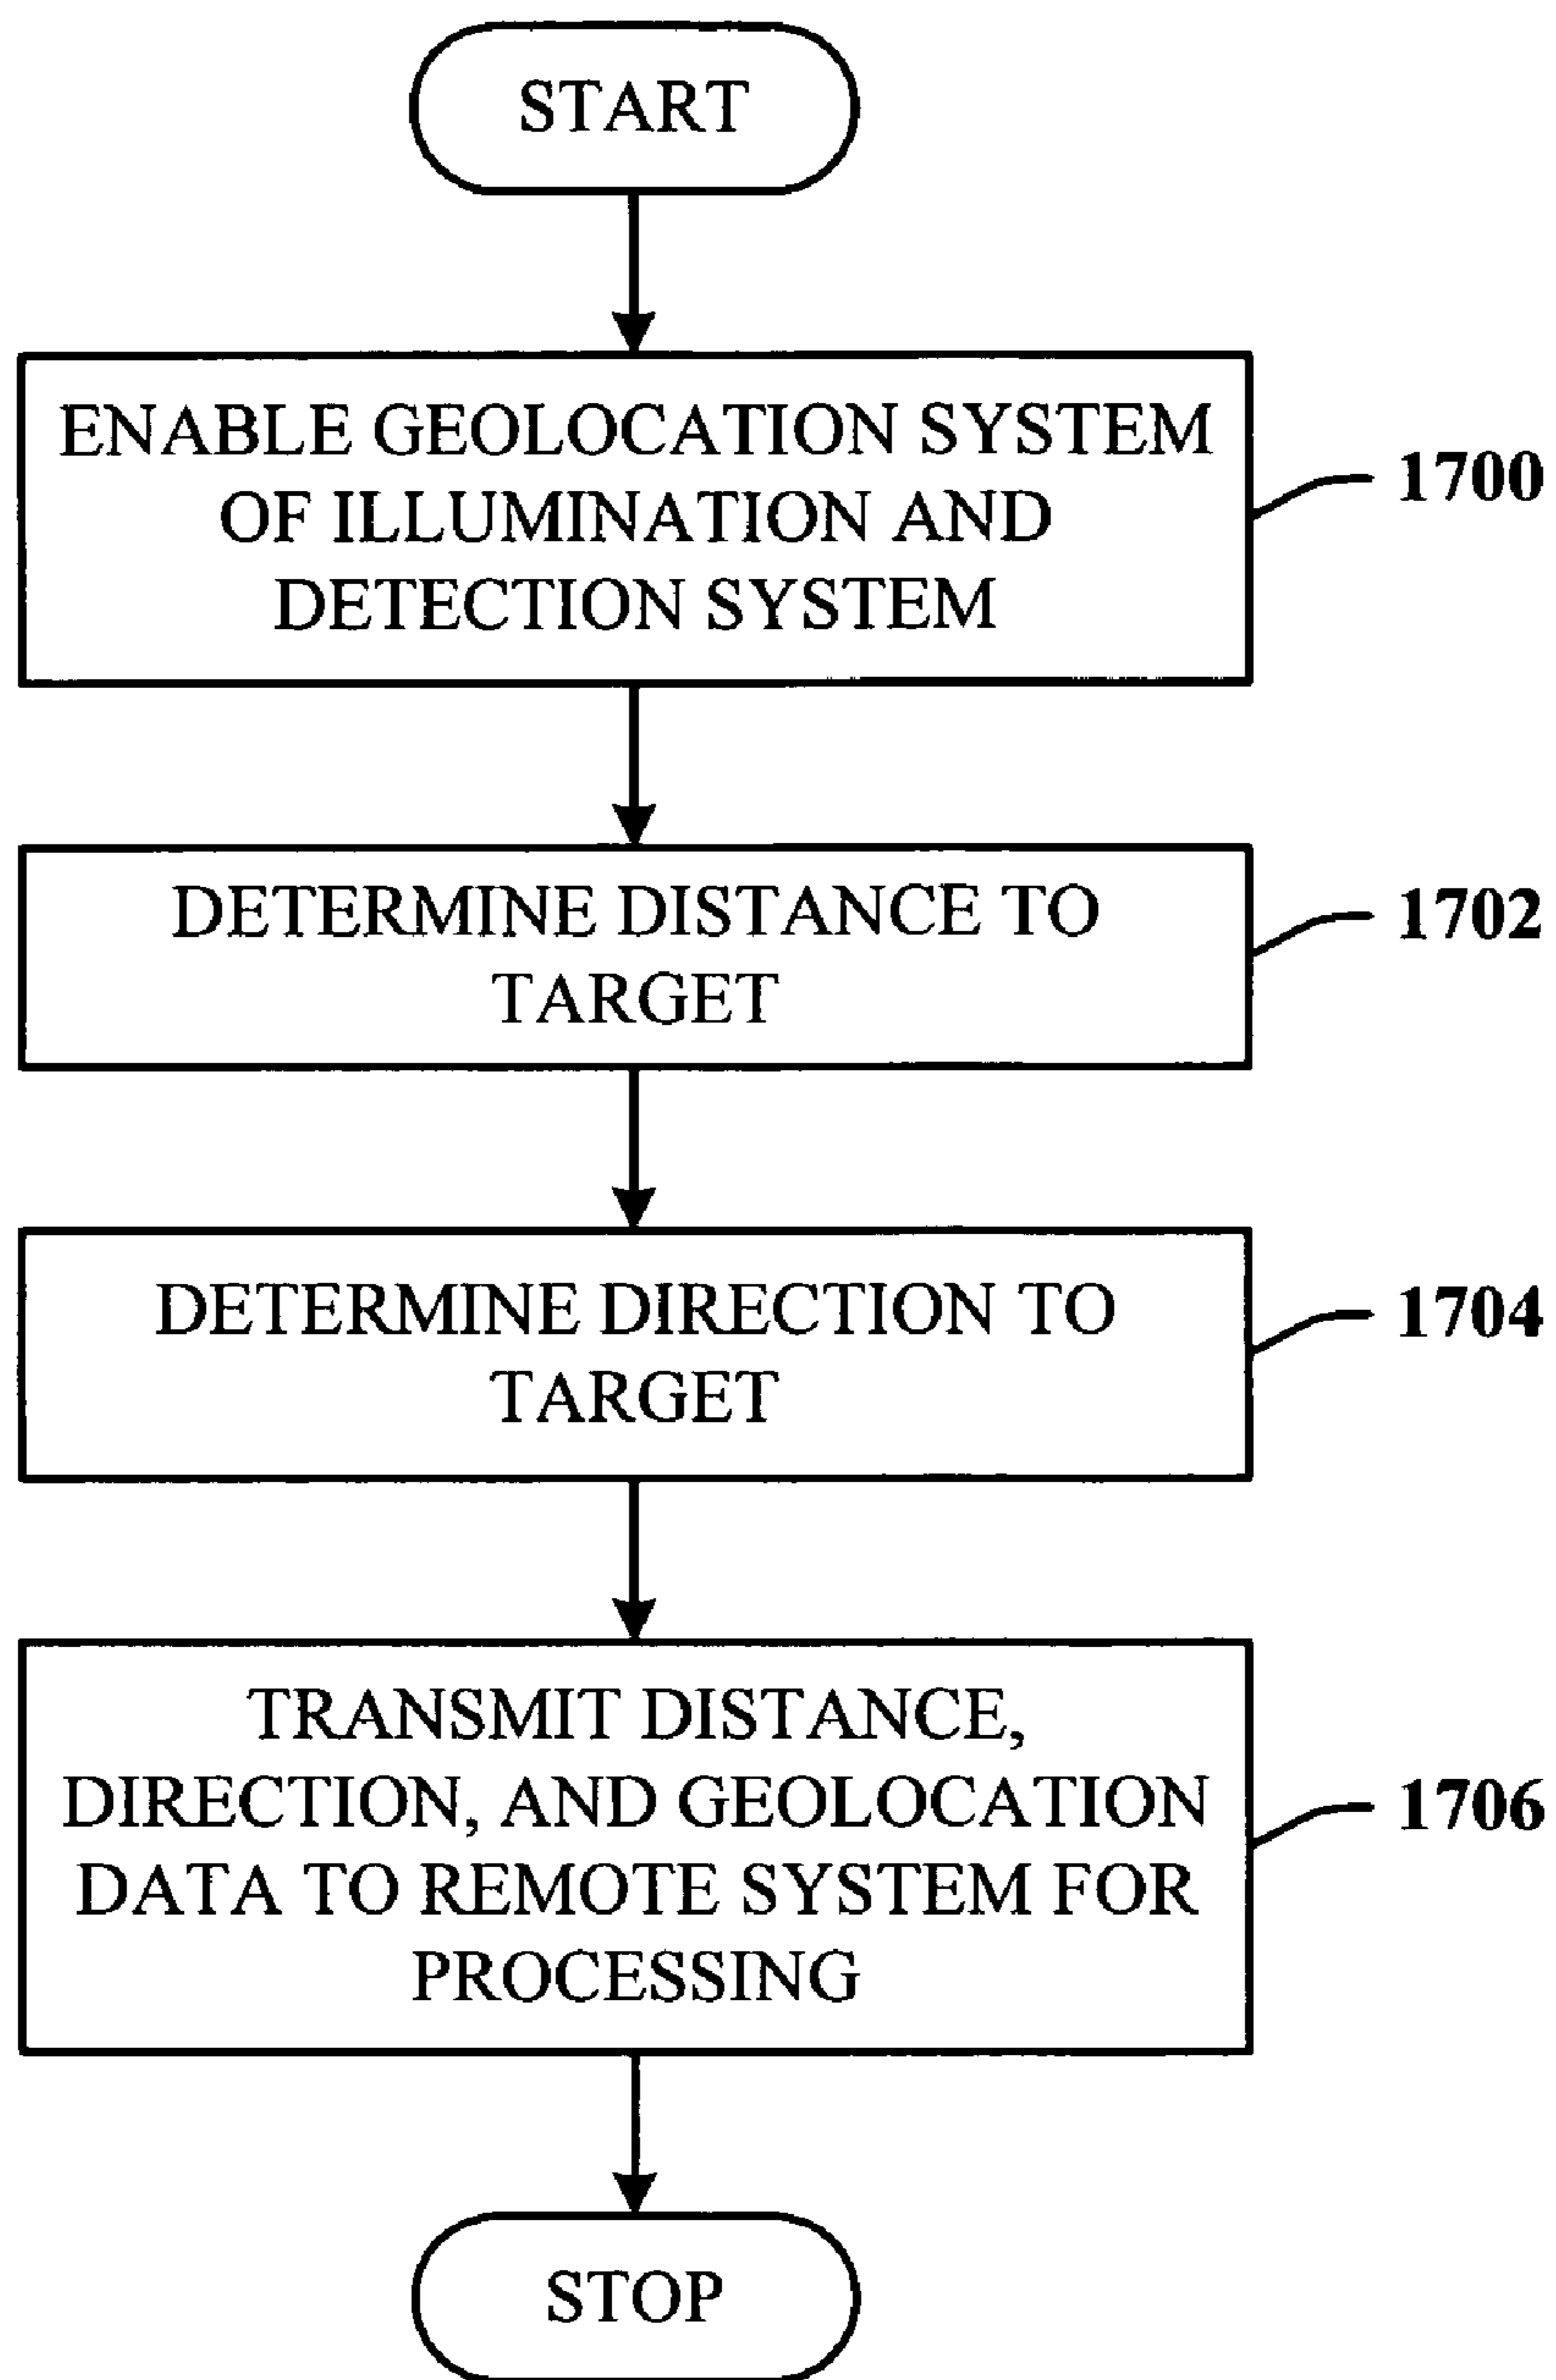 START
ENABLE GEOLOCATION SYSTEM
OF ILLUMINATION AND
DETECTION SYSTEM
1700
DETERMINE DISTANCE TO
TARGET
1702
DETERMINE DIRECTION TO
TARGET
1704
TRANSMIT DISTANCE,
DIRECTION, AND GEOLOCATION
DATA TO REMOTE SYSTEM FOR
PROCESSING
1706
STOP